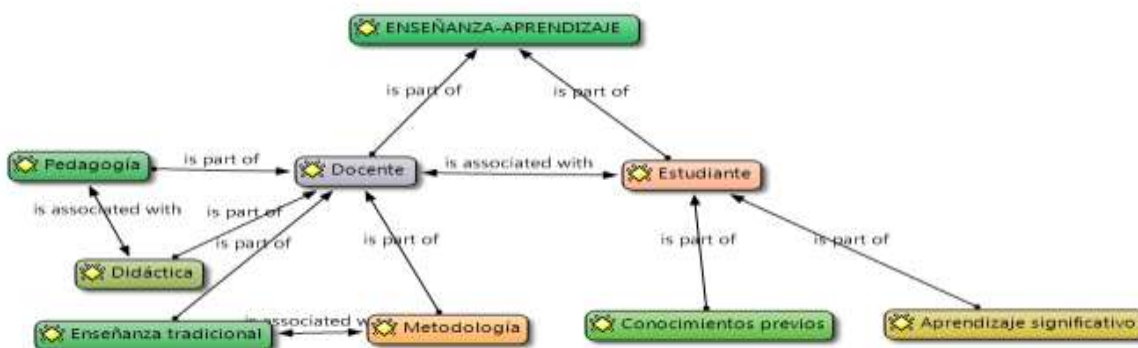 ENSEÑANZA-APRENDIZAJE
is part of
is part of
Pedagogía
is part of
Docente
is associated with
Estudiante
is associated with
is part of
is part of
is part of
is part of
is part of
Didáctica
Enseñanza tradicional
is associated w
Metodología
Conocimientos previos
Aprendizaje significativo